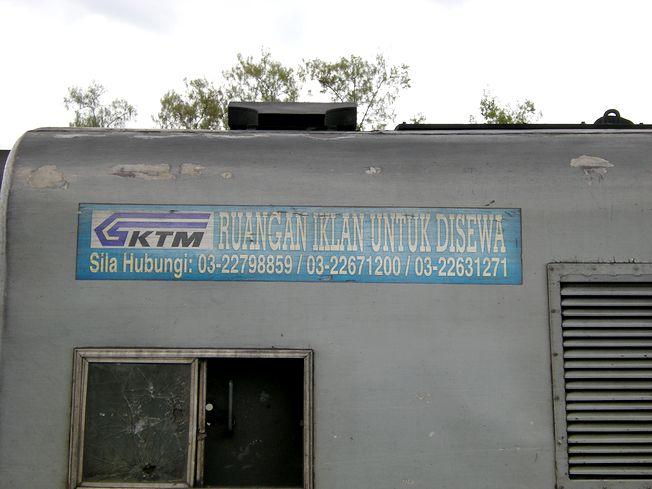 KTM RUANGAN IKLAN UNTUK DISEWA
Sila Hubungi: 03-22798859 / 03-22671200 / 03-22631271